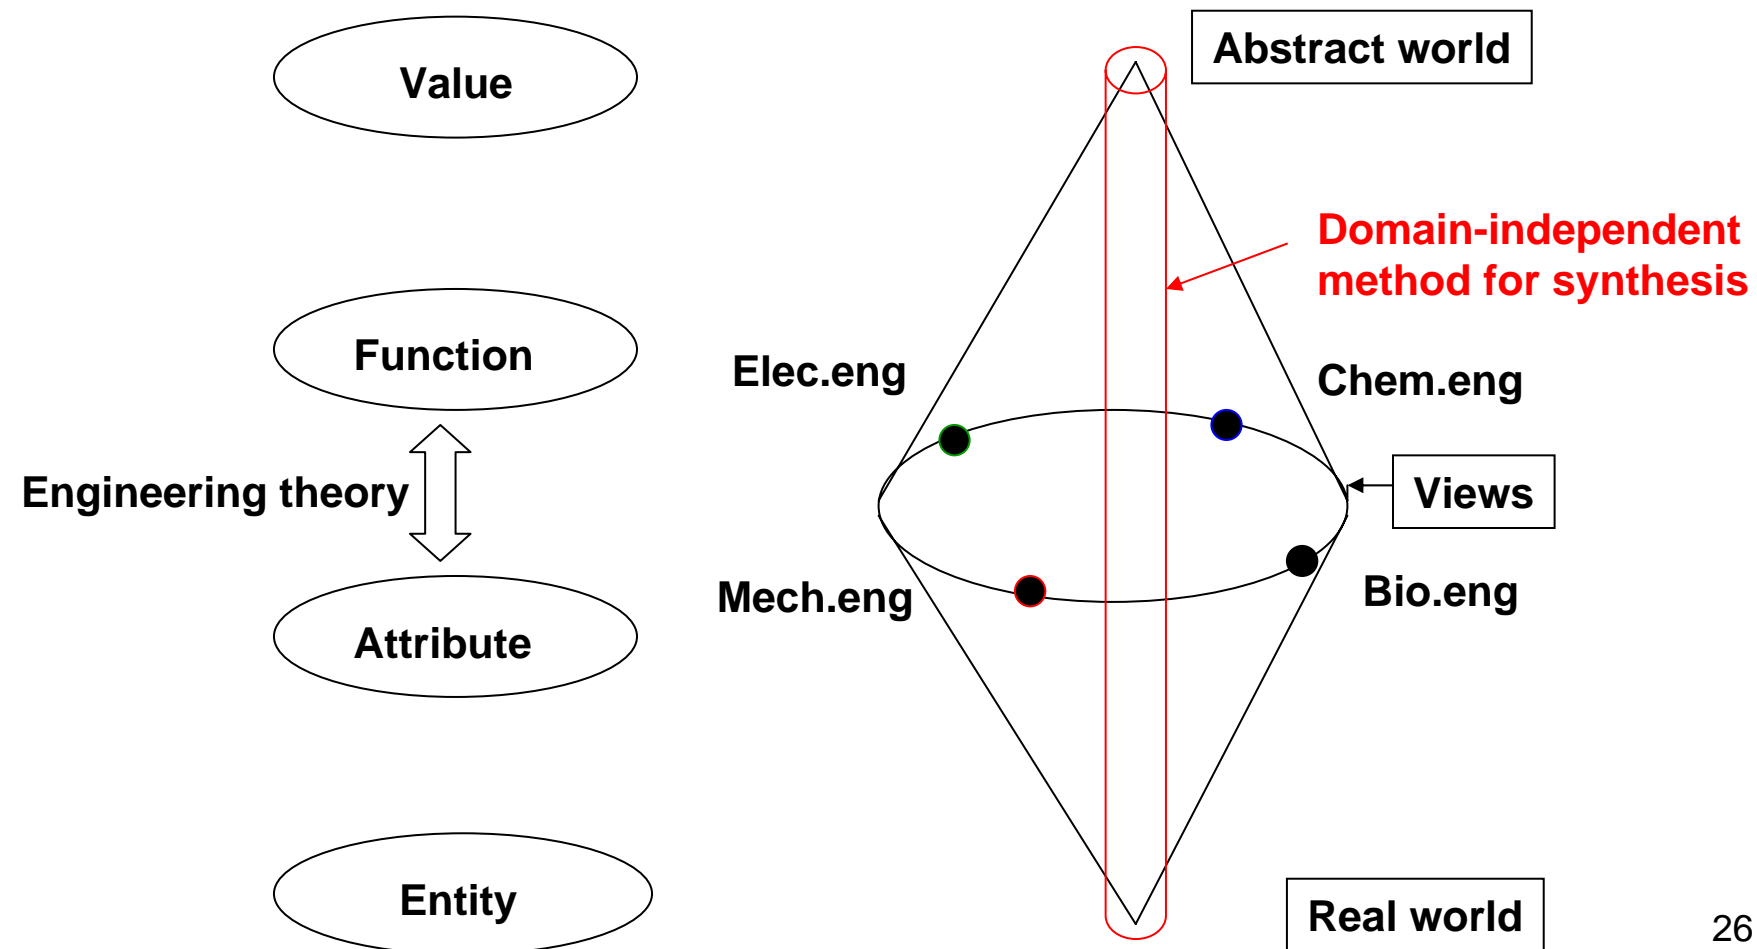 Value
Abstract world
Domain-independent
method for synthesis
Function
Elec.eng
Chem.eng
Engineering theory
Views
Attribute
Mech.eng
Bio.eng
Entity
Real world
26